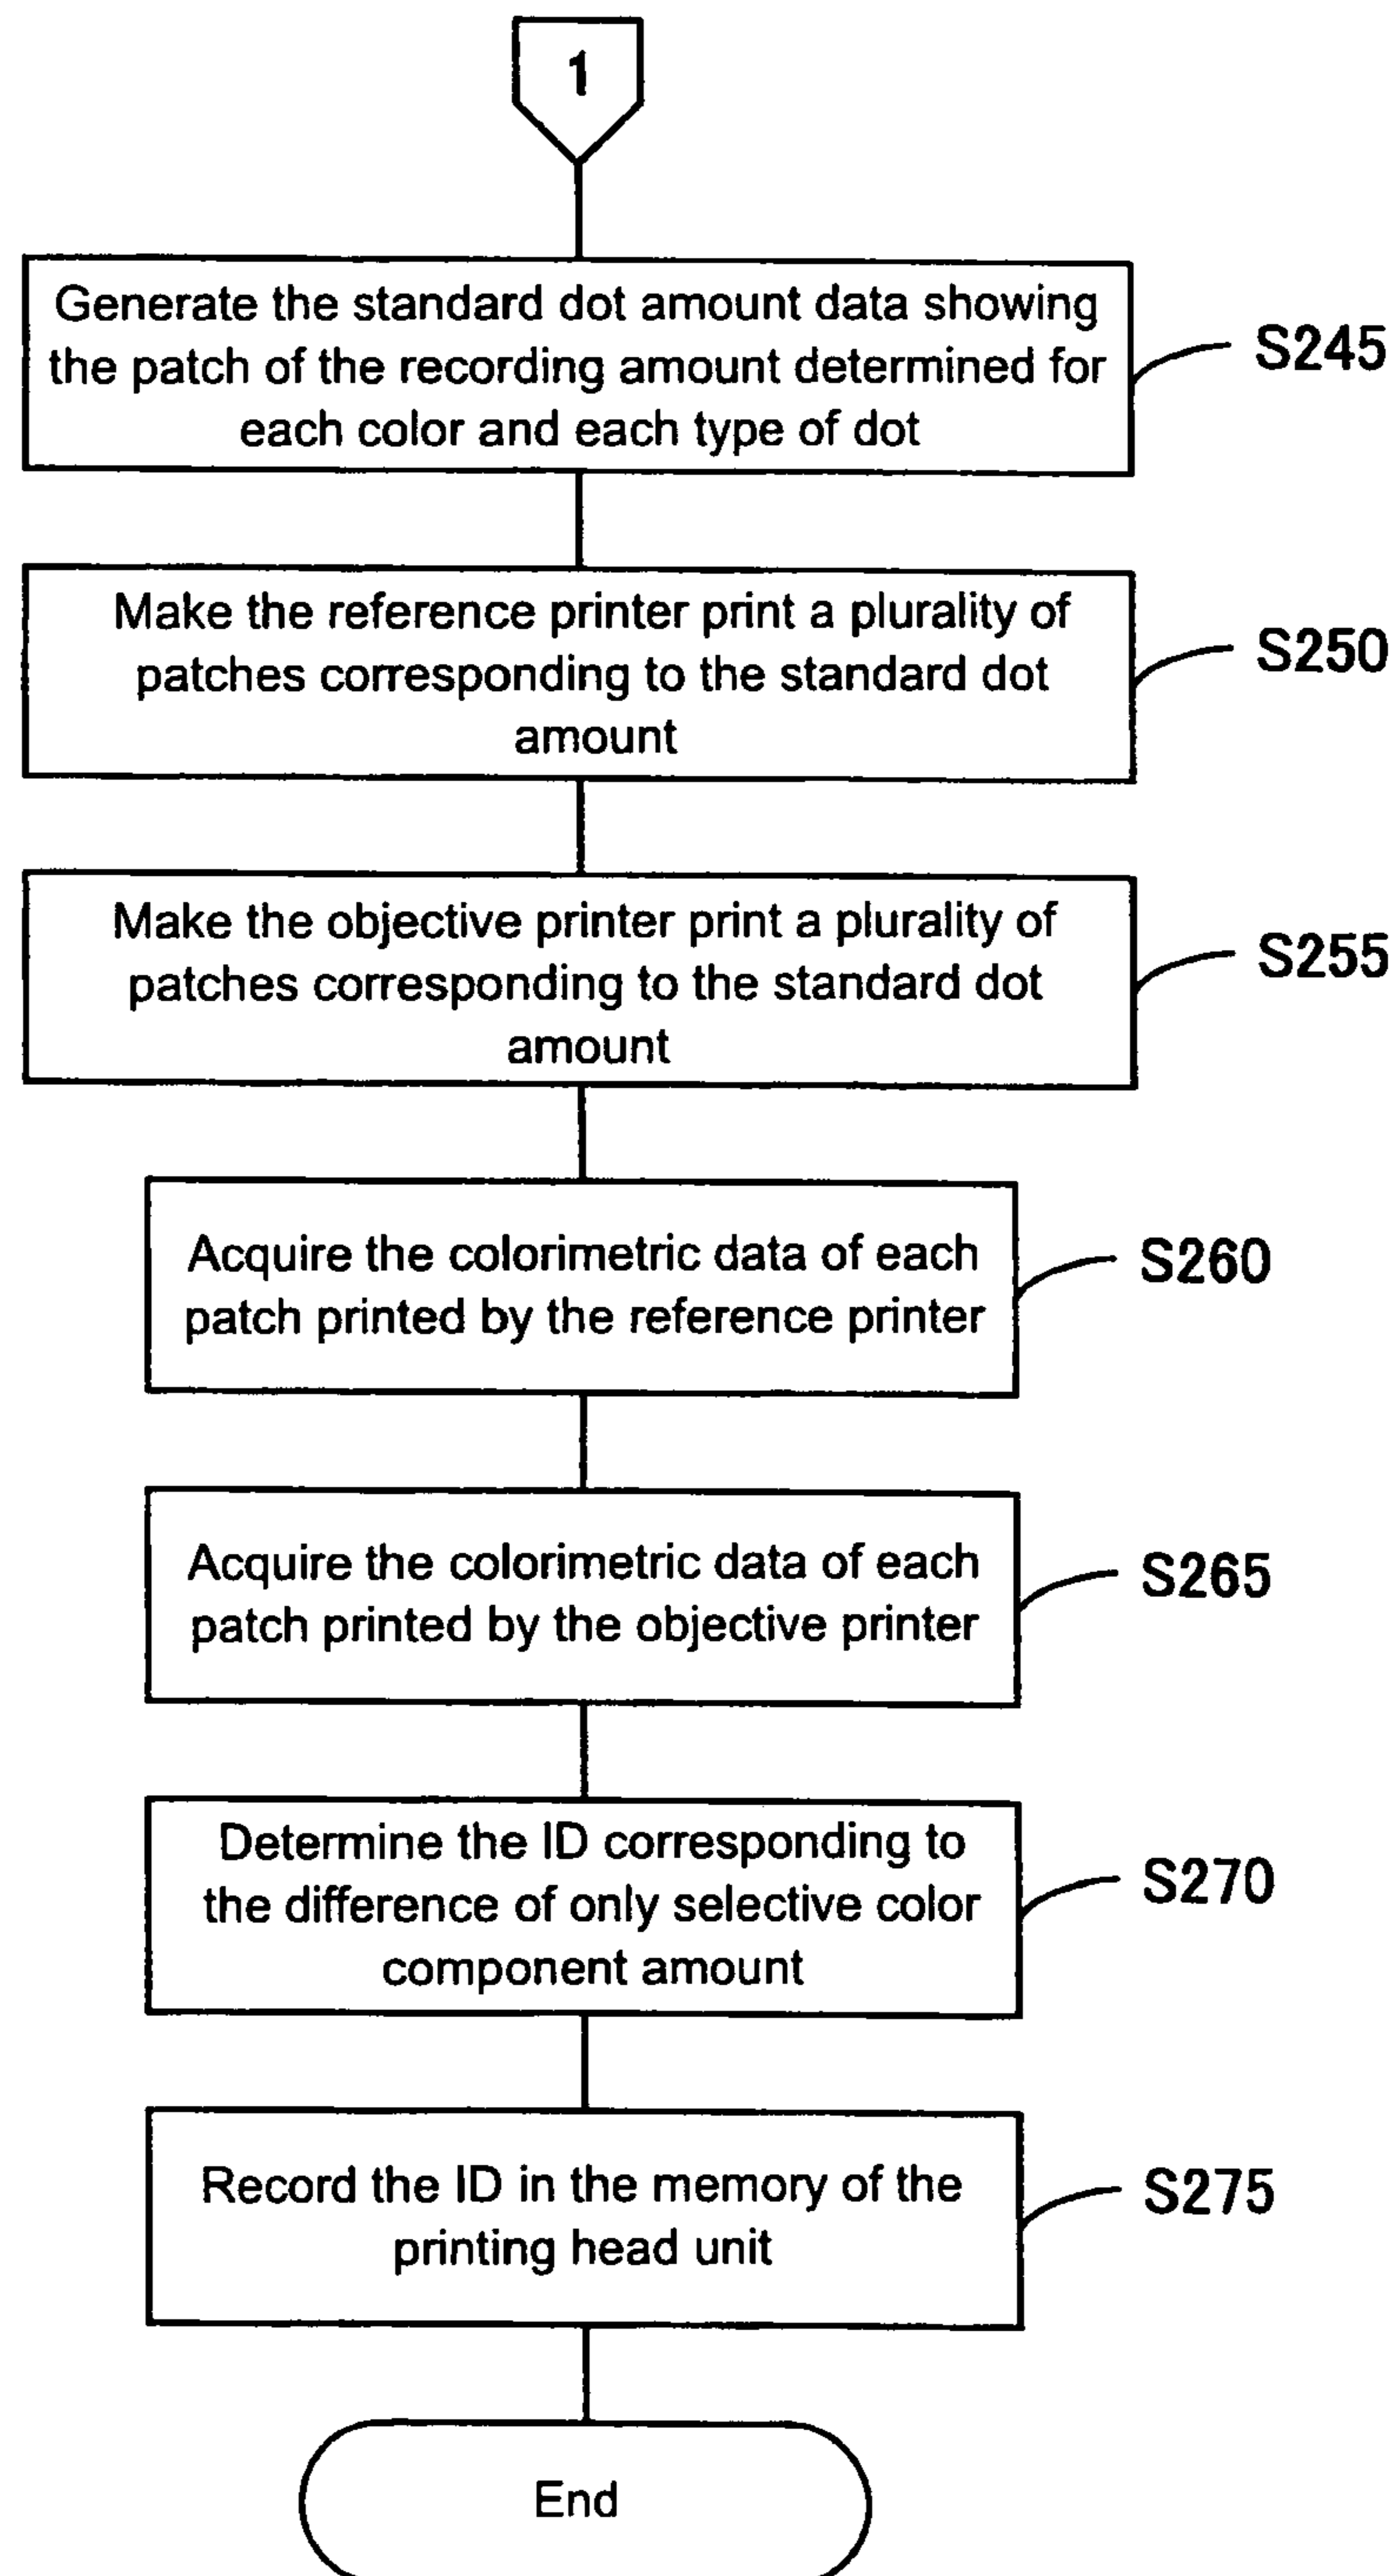 1
Generate the standard dot amount data showing
the patch of the recording amount determined for
each color and each type of dot
S245
Make the reference printer print a plurality of
patches corresponding to the standard dot
amount
S250
Make the objective printer print a plurality of
patches corresponding to the standard dot
amount
S255
Acquire the colorimetric data of each
patch printed by the reference printer
S260
Acquire the colorimetric data of each
patch printed by the objective printer
S265
Determine the ID corresponding to
the difference of only selective color
component amount
S270
Record the ID in the memory of the
printing head unit
S275
End